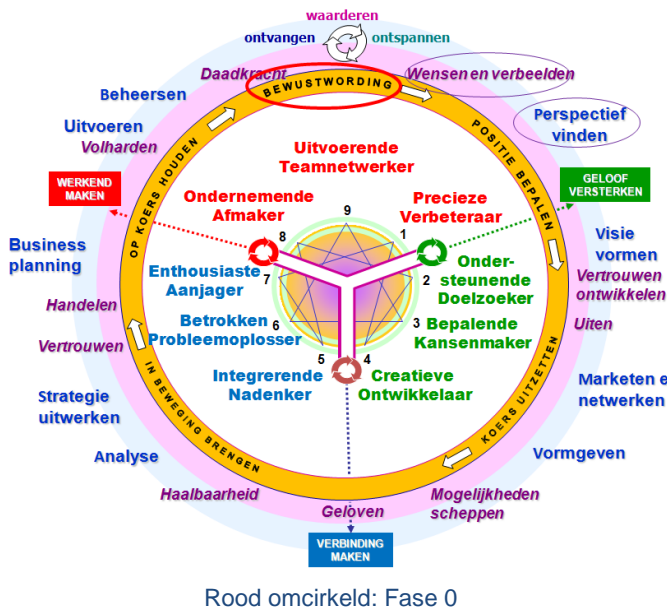 waarderen
ontvangen
ontspannen
Daadkracht
BEWUSTWORDING
Wensen en verbeelden
Beheersen
Perspectief
vinden
Uitvoeren
Volharden
OP KOERS HOUDEN
POSITIE BEPALEN
Uitvoerende
Teamnetwerker
WERKEND
MAKEN
GELOOF
VERSTERKEN
Ondernemende
Afmaker
Precieze
Verbeteraar
9
8
1
Business
planning
Visie
vormen
Enthousiaste
Aanjager
7
2
Onder-
steunende
Doelzoeker
Vertrouwen
ontwikkelen
Handelen
Betrokken
Probleemoplosser
6
3
Bepalende
Kansenmaker
Uiten
Vertrouwen
5
4
Integrerende
Nadenker
Creatieve
Ontwikkelaar
Strategie
uitwerken
Marketen e
netwerken
IN BEWEGING BRENGEN
KOERS UITZETTEN
Analyse
Vormgeven
Haalbaarheid
Geloven
Mogelijkheden
scheppen
VERBINDING
MAKEN
Rood omcirkeld: Fase 0